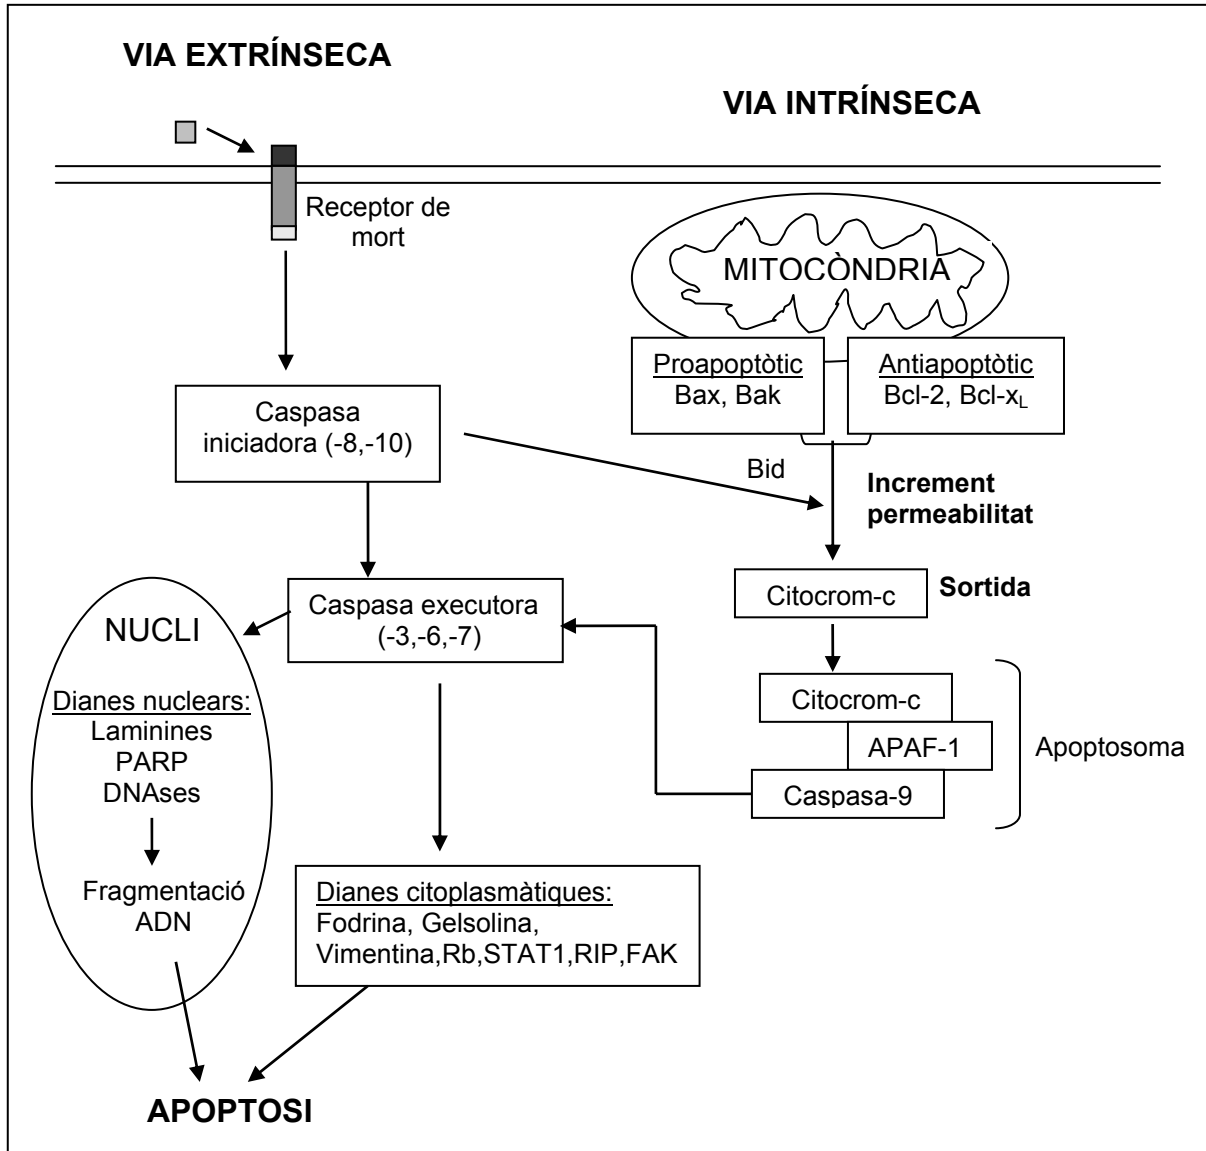 VIA EXTRÍNSECA
VIA INTRÍNSECA
Receptor de
mort
MITOCÒNDRIA
Proapoptòtic
Bax, Bak
Antiapoptòtic
Bcl-2, Bcl-xL
Caspasa
iniciadora (-8,-10)
Bid
Increment
permeabilitat
Citocrom-c
Sortida
Caspasa executora
(-3,-6,-7)
NUCLI
Dianes nuclears:
Laminines
PARP
DNAses
Fragmentació
ADN
Citocrom-c
APAF-1
Caspasa-9
Apoptosoma
Dianes citoplasmàtiques:
Fodrina, Gelsolina,
Vimentina,Rb,STAT1,RIP,FAK
APOPTOSI